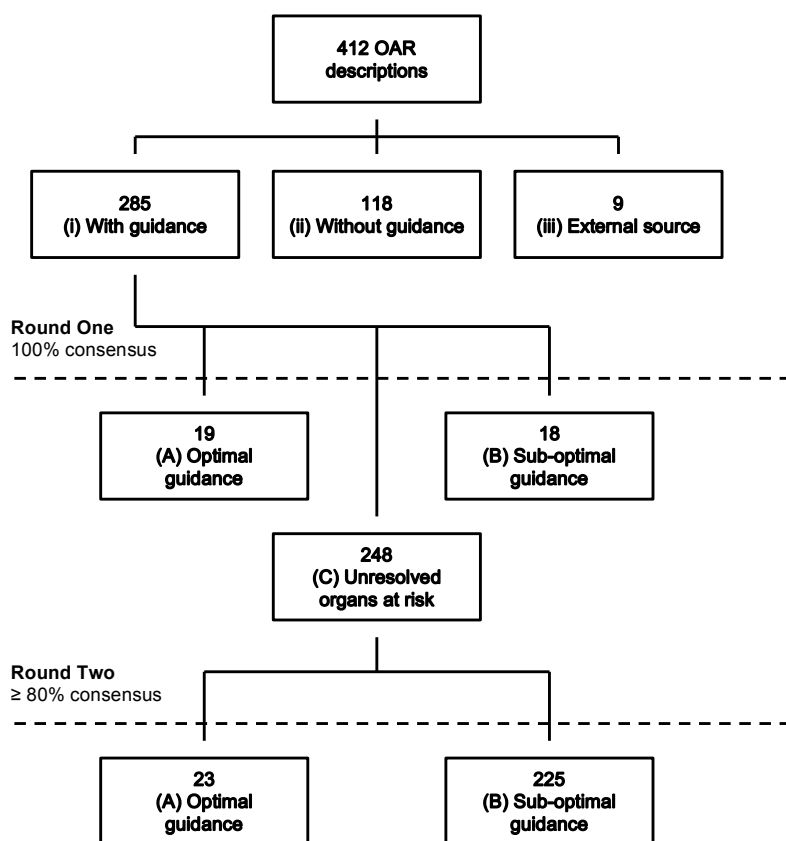 412 OAR
descriptions
285
(i) With guidance
118
(ii) Without guidance
9
(iii) External source
Round One
100% consensus
19
(A) Optimal
guidance
18
(B) Sub-optimal
guidance
248
(C) Unresolved
organs at risk
Round Two
≥ 80% consensus
23
(A) Optimal
guidance
225
(B) Sub-optimal
guidance